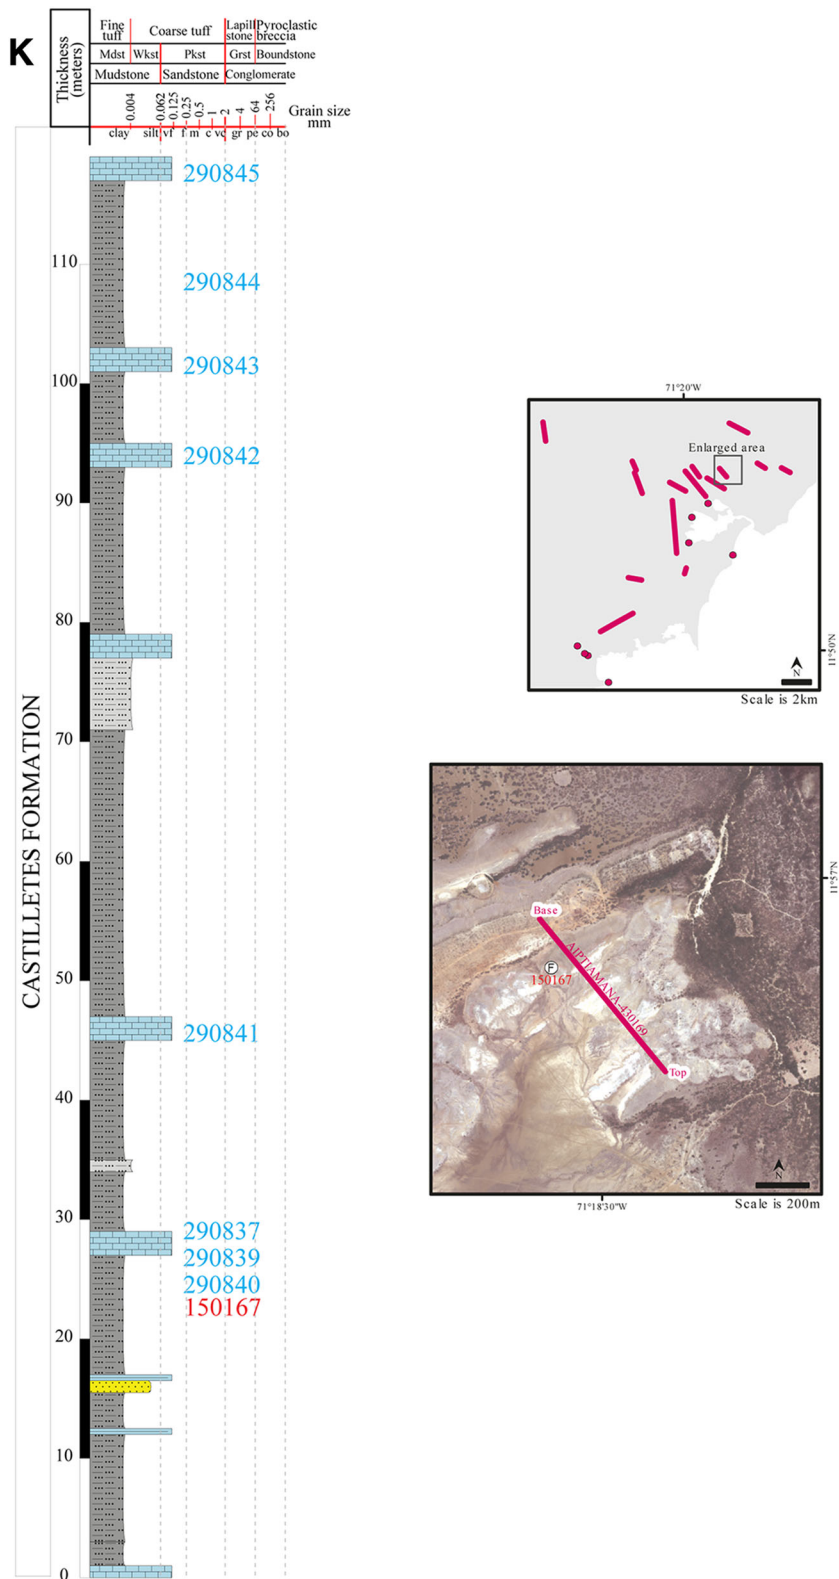 K
Thickness
(meters)
Fine
tuff
Coarse tuff
Lapill
stone
Pyroclastic
breccia
Mdst
Wkst
Pkst
Grst
Boundstone
Mudstone
Sandstone
Conglomerate
0.004
0.062
0.125
0.25
0.5
1
2
4
64
256
Grain size
mm
clay
silt
vf
f
m
c
vc
gr
pe
co
bo
290845
110
290844
290843
100
290842
90
80
70
60
50
290841
40
30
290837
290839
290840
150167
20
10
0
CASTILLETES FORMATION
71°20'W
Enlarged area
11°50'N
N
Scale is 2km
Base
F
150167
AIPTIAMANA-430169
Top
11°57'N
N
71°18'30"W
Scale is 200m